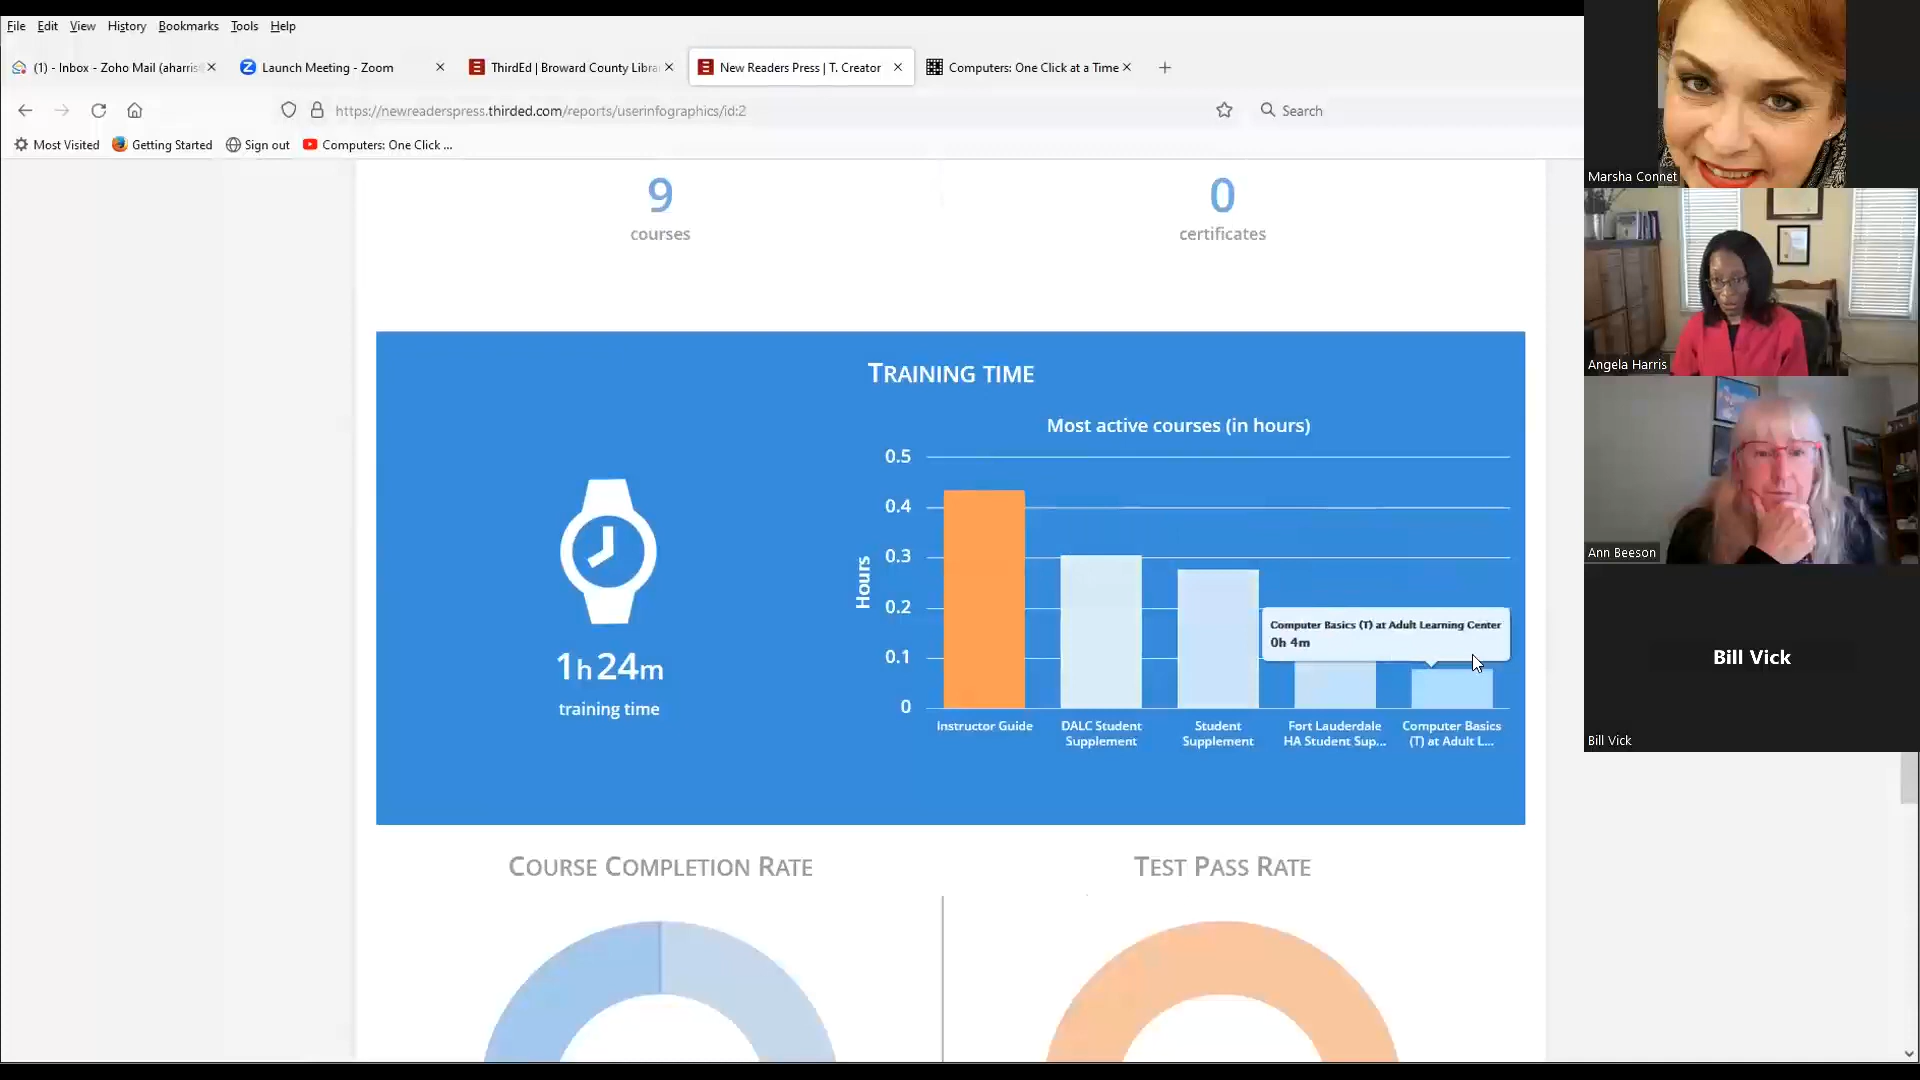 File Edit View History Bookmarks Tools Help
(1) - Inbox - Zoho Mail (aharris
Launch Meeting - Zoom
ThirdEd | Broward County Libra
New Readers Press | T. Creator
Computers: One Click at a Time
https://newreaderspress.thirded.com/reports/userinfographics/id:2
Search
Most Visited
Getting Started
Sign out
Computers: One Click ...
9
courses
0
certificates
TRAINING TIME
1h 24m
training time
Most active courses (in hours)
Hours
0.5
0.4
0.3
0.2
0.1
0
Computer Basics (T) at Adult Learning Center
0h 4m
Instructor Guide
DALC Student
Supplement
Student
Supplement
Fort Lauderdale
HA Student Sup...
Computer Basics
(T) at Adult L...
COURSE COMPLETION RATE
TEST PASS RATE
Marsha Connet
Angela Harris
Ann Beeson
Bill Vick
Bill Vick